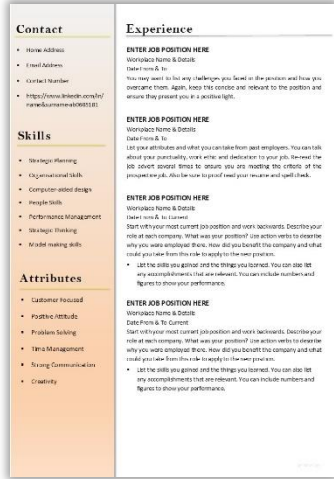 Contact
Home Address
Email Address
Contact Number
https://www.linkedin.com/in/
Skills
Strategic Planning
Organisational Skills
Computer-aided design
People Skills
Performance Management
Strategic Thinking
Model making skills
Attributes
Customer Focused
Positive Attitude
Problem Solving
Time Management
Strong Communication
Creativity
Experience
ENTER JOB POSITION HERE
Workplace Name & Details
Date From & To
You may want to list any challenges you faced in the position and how you
overcame them. Again, keep this concise and relevant to the position and
ensure they present you in a positive light.
ENTER JOB POSITION HERE
Workplace Name & Details
Date From & To
List your attributes and what you can take from past employers. You can talk
about your punctuality, work ethic and dedication to your job. Re-read the
job advert several times to ensure you are meeting the criteria of the
prospective job. Also be sure to proof read your resume and spell check.
ENTER JOB POSITION HERE
Workplace Name & Details
Date From & To Current
Start with your most current job position and work backwards. Describe your
role at each company. What was your position? Use action verbs to describe
why you were employed there. How did you benefit the company and what
could you take from this role to apply to the new position.
• List the skills you gained and the things you learned. You can also list
any accomplishments that are relevant. You can include numbers and
figures to show your performance.
ENTER JOB POSITION HERE
Workplace Name & Details
Date From & To Current
Start with your most current job position and work backwards. Describe your
role at each company. What was your position? Use action verbs to describe
why you were employed there. How did you benefit the company and what
could you take from this role to apply to the new position.
• List the skills you gained and the things you learned. You can also list
any accomplishments that are relevant. You can include numbers and
figures to show your performance.